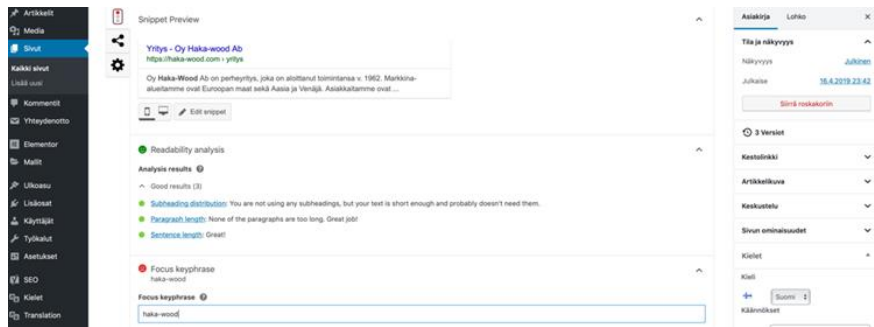 Artikkelit
Media
Sivut
Kaikki sivut
Lisää uusi
Kommentit
Yhteydenotto
Elementor
Mallit
Ulkoasu
Lisäosat
Käyttäjät
Työkalut
Asetukset
SEO
Kielet
Translation
Snippet Preview
Yritys - Oy Haka-wood Ab
https://haka-wood.com › yritys
Oy Haka-Wood Ab on perheyritys, joka on aloittanut toimintansa v. 1962. Markkina-
alueitamme ovat Euroopan maat sekä Aasia ja Venäjä. Asiakkaitamme ovat ...
Edit snippet
Readability analysis
Analysis results
Good results (3)
Subheading distribution: You are not using any subheadings, but your text is short enough and probably doesn't need them.
Paragraph length: None of the paragraphs are too long. Great job!
Sentence length: Great!
Focus keyphrase
haka-wood
Focus keyphrase
haka-wood
Asiakirja Lohko
Tila ja näkyvyys
Näkyvyys Julkinen
Julkaise 16.4.2019 23:42
Siirrä roskakoriin
3 Versiot
Kestolinkki
Artikkelikuva
Keskustelu
Sivun ominaisuudet
Kielet
Kieli
Suomi
Käännökset